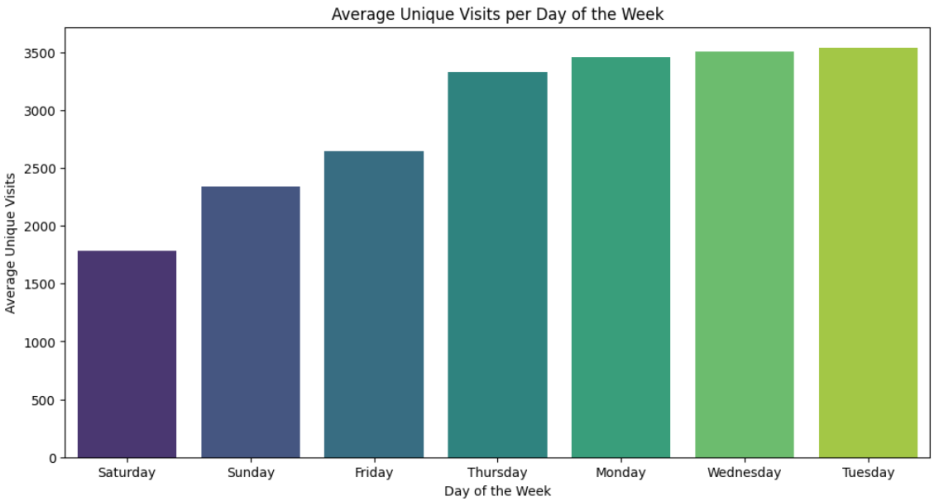 Average Unique Visits per Day of the Week
Average Unique Visits
3500
3000
2500
2000
1500
1000
500
0
Saturday Sunday Friday Thursday Monday Wednesday Tuesday
Day of the Week